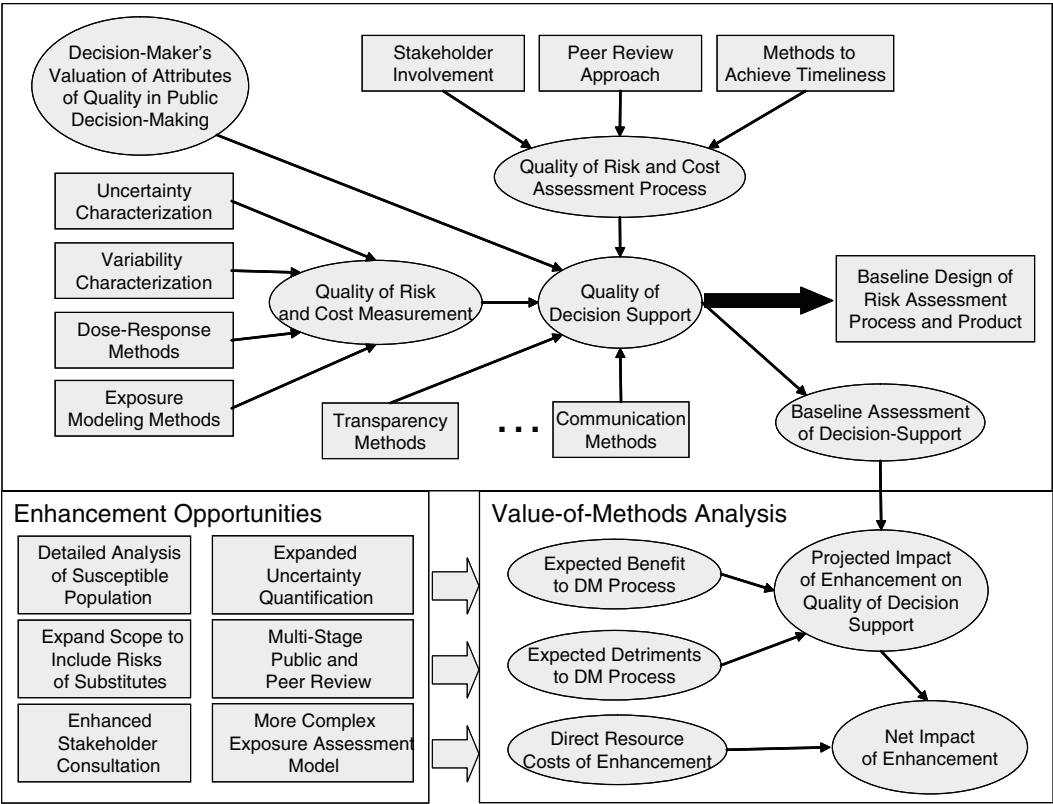 Decision-Maker's
Valuation of Attributes
of Quality in Public
Decision-Making
Stakeholder
Involvement
Peer Review
Approach
Methods to
Achieve Timeliness
Quality of Risk and Cost
Assessment Process
Uncertainty
Characterization
Variability
Characterization
Dose-Response
Methods
Exposure
Modeling Methods
Quality of Risk
and Cost Measurement
Quality of
Decision Support
Baseline Design of
Risk Assessment
Process and Product
Transparency
Methods
...
Communication
Methods
Baseline Assessment
of Decision-Support
Enhancement Opportunities
Detailed Analysis
of Susceptible
Population
Expanded
Uncertainty
Quantification
Expand Scope to
Include Risks
of Substitutes
Multi-Stage
Public and
Peer Review
Enhanced
Stakeholder
Consultation
More Complex
Exposure Assessment
Model
Value-of-Methods Analysis
Expected Benefit
to DM Process
Projected Impact
of Enhancement on
Quality of Decision
Support
Expected Detriments
to DM Process
Direct Resource
Costs of Enhancement
Net Impact
of Enhancement